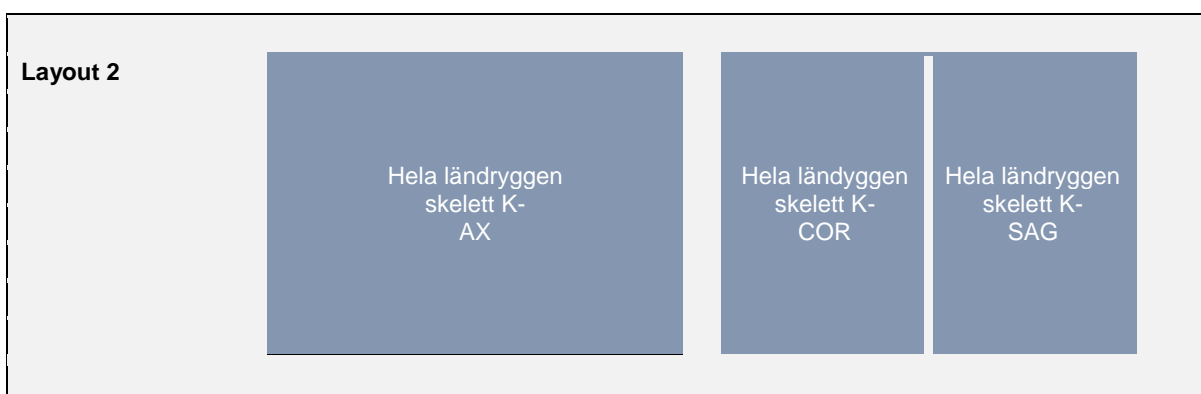 Layout 2
Hela ländryggen
skelett K-
AX
Hela ländyggen
skelett K-
COR
Hela ländryggen
skelett K-
SAG